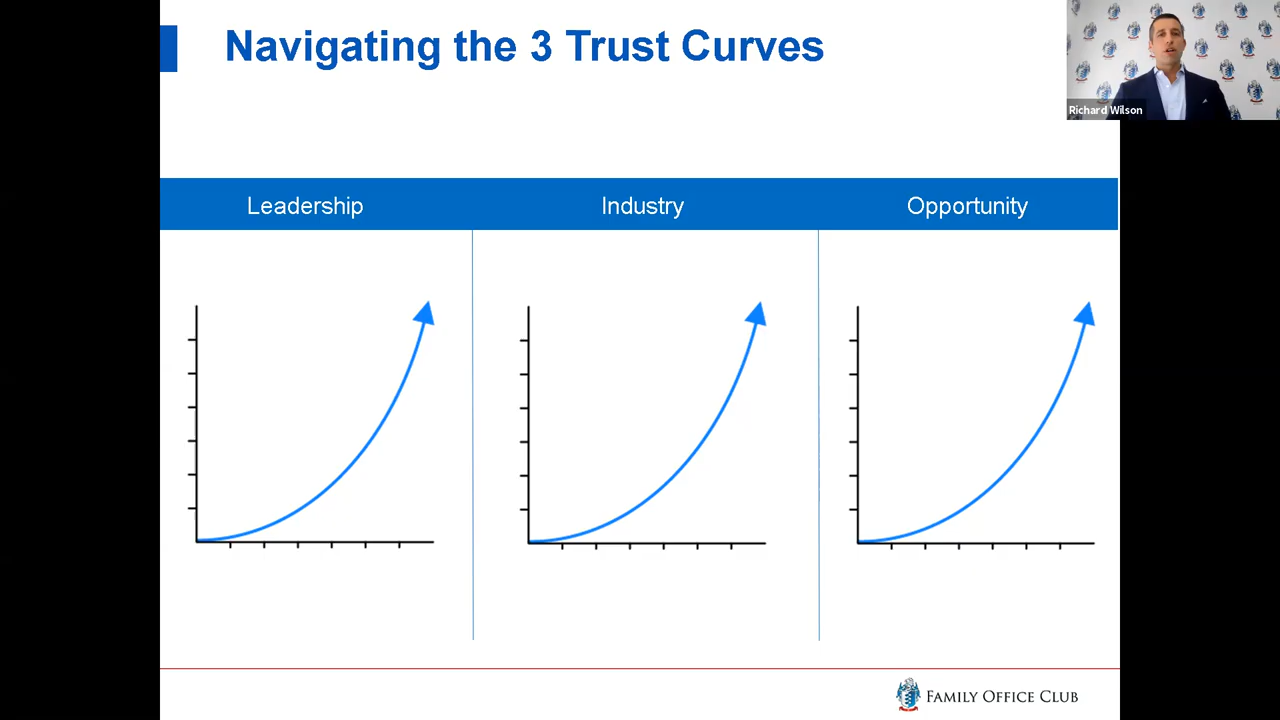 Navigating the 3 Trust Curves
Richard Wilson
Leadership
Industry
Opportunity
FAMILY OFFICE CLUB